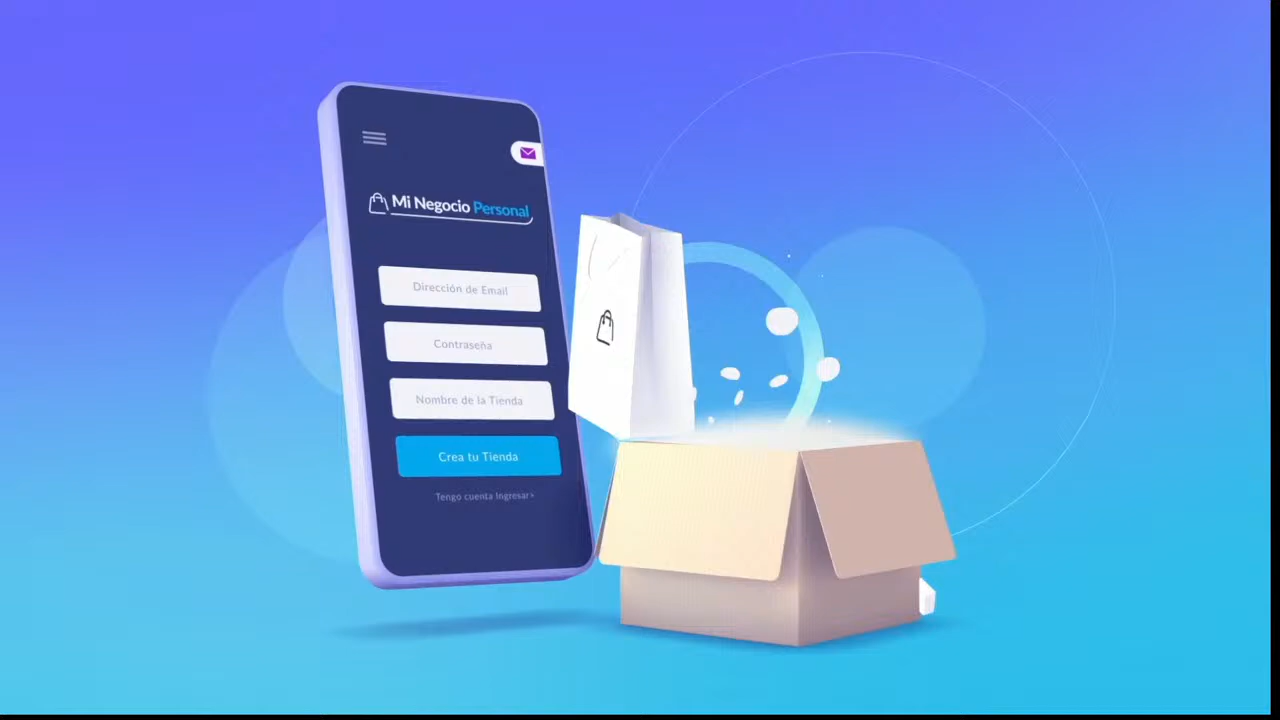 Mi Negocio Personal
Dirección de Email
Contraseña
Nombre de la Tienda
Crea tu Tienda
Tengo cuenta Ingresar>